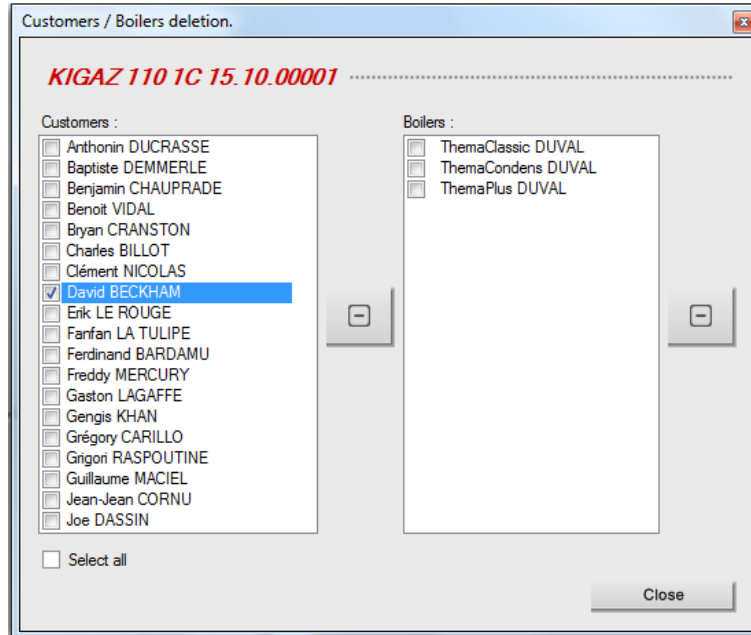 Customers / Boilers deletion.
KIGAZ 110 1C 15.10.00001
Customers :
Anthonin DUCRASSE
Baptiste DEMMERLE
Benjamin CHAUPRADE
Benoit VIDAL
Bryan CRANSTON
Charles BILLOT
Clément NICOLAS
David BECKHAM
Erik LE ROUGE
Fanfan LA TULIPE
Ferdinand BARDAMU
Freddy MERCURY
Gaston LAGAFFE
Gengis KHAN
Grégory CARILLO
Grigori RASPOUTINE
Guillaume MACIEL
Jean-Jean CORNU
Joe DASSIN
Select all
Boilers :
ThemaClassic DUVAL
ThemaCondens DUVAL
ThemaPlus DUVAL
Close